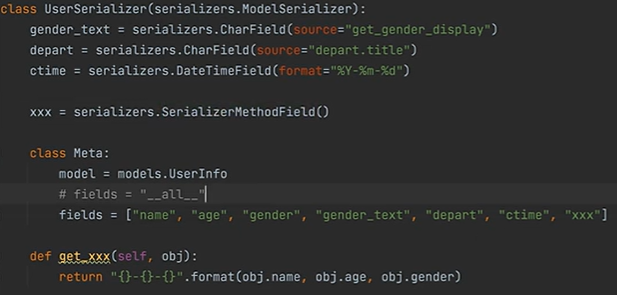 class UserSerializer(serializers.ModelSerializer):
    gender_text = serializers.CharField(source="get_gender_display")
    depart = serializers.CharField(source="depart.title")
    ctime = serializers.DateTimeField(format="%Y-%m-%d")

    xxx = serializers.SerializerMethodField()

    class Meta:
        model = models.UserInfo
        # fields = "__all__"
        fields = ["name", "age", "gender", "gender_text", "depart", "ctime", "xxx"]

    def get_xxx(self, obj):
        return "{}-{}-{}".format(obj.name, obj.age, obj.gender)